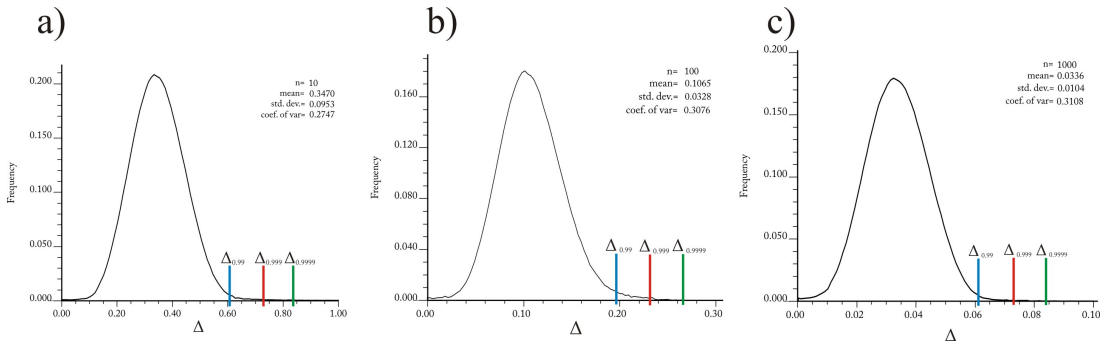 a)
n= 10
mean= 0.3470
std. dev.= 0.0953
coef. of var= 0.2747
0.200
0.150
0.100
0.050
0.000
Frequency
Δ0.99
Δ0.999
Δ0.9999
0.00
0.20
0.40
0.60
0.80
1.00
Δ
b)
n= 100
mean= 0.1065
std. dev.= 0.0328
coef. of var= 0.3076
0.160
0.120
0.080
0.040
0.000
Frequency
Δ0.99
Δ0.999
Δ0.9999
0.00
0.10
0.20
0.30
Δ
c)
n= 1000
mean= 0.0336
std. dev.= 0.0104
coef. of var= 0.3108
0.200
0.150
0.100
0.050
0.000
Frequency
Δ0.99
Δ0.999
Δ0.9999
0.00
0.02
0.04
0.06
0.08
0.10
Δ